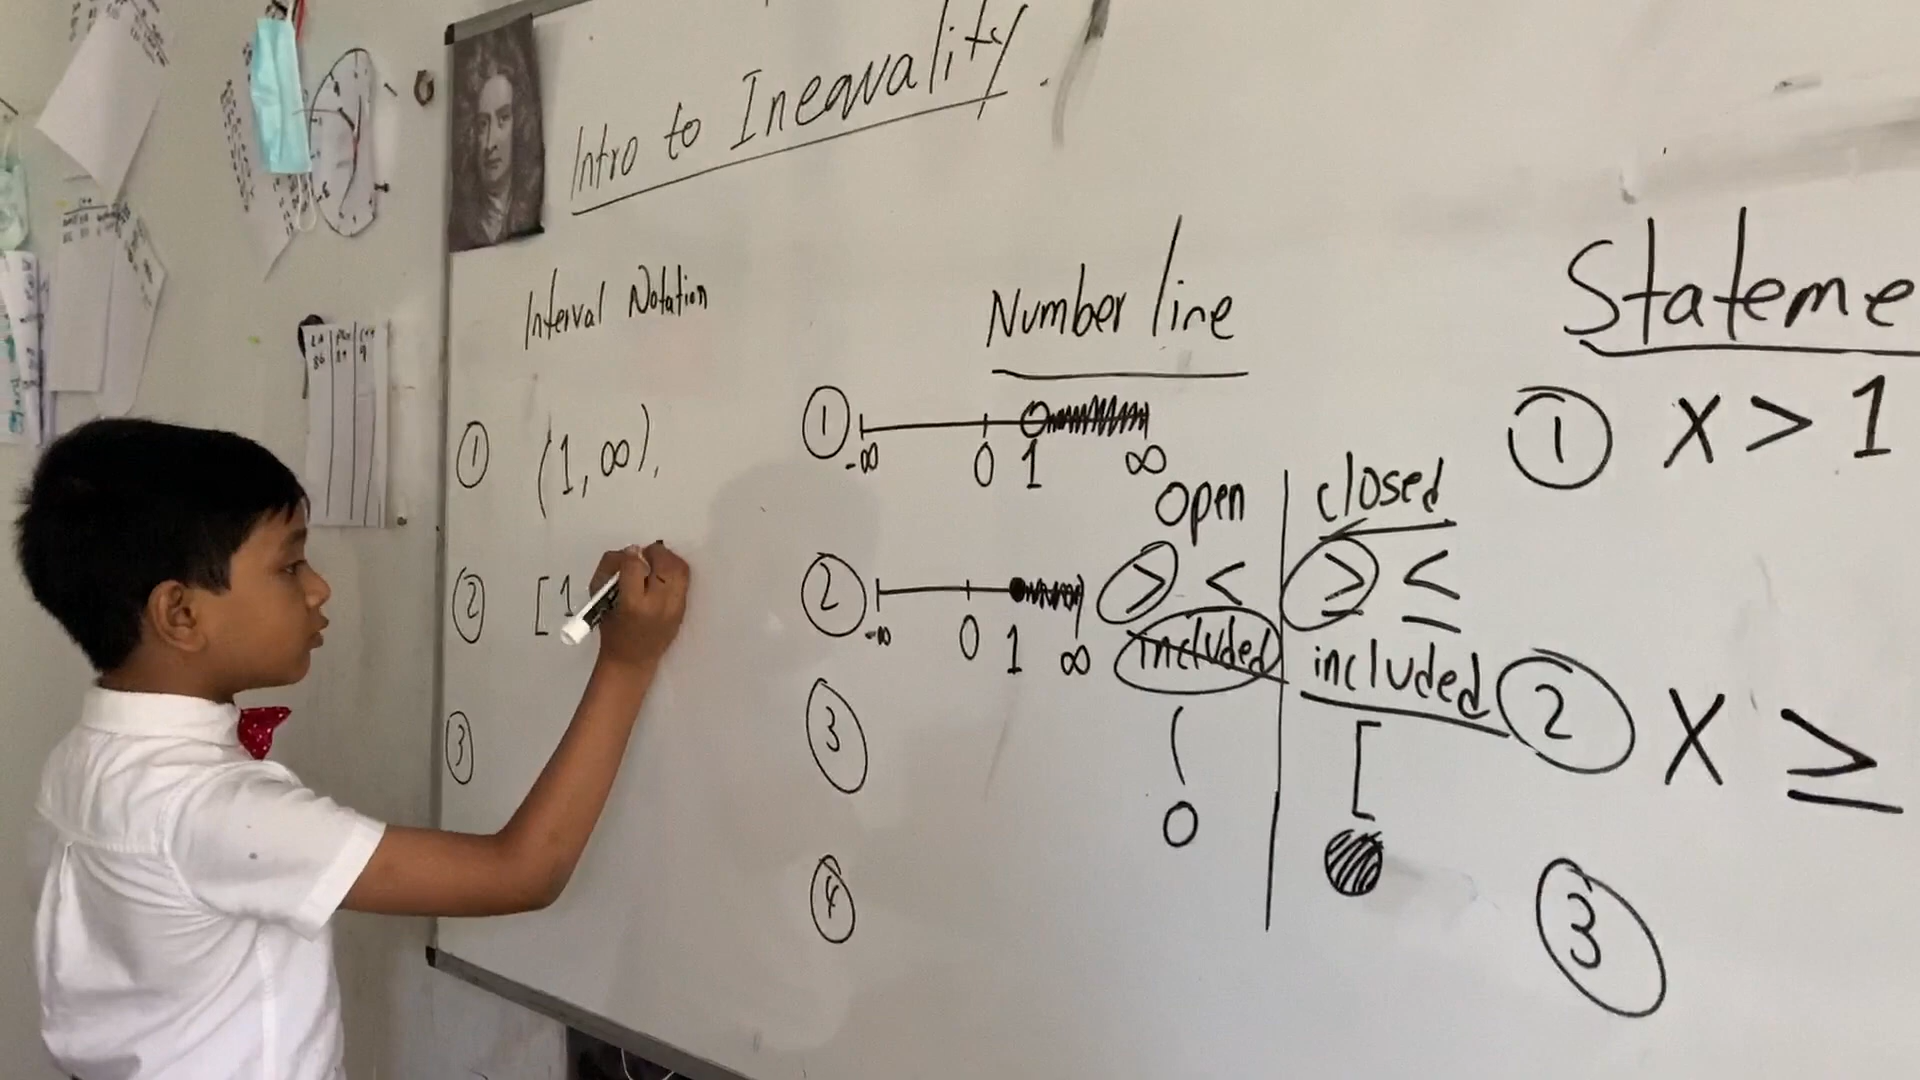 Intro to Inequality.
Interval Notation
① (1, ∞),
② [1
③
Number line
①
-∞ 0 1 ∞
②
-∞ 0 1 ∞
③
④
open | closed
> < | ≥ ≤
included | included
( | [
Stateme
① x > 1
② x ≥
③